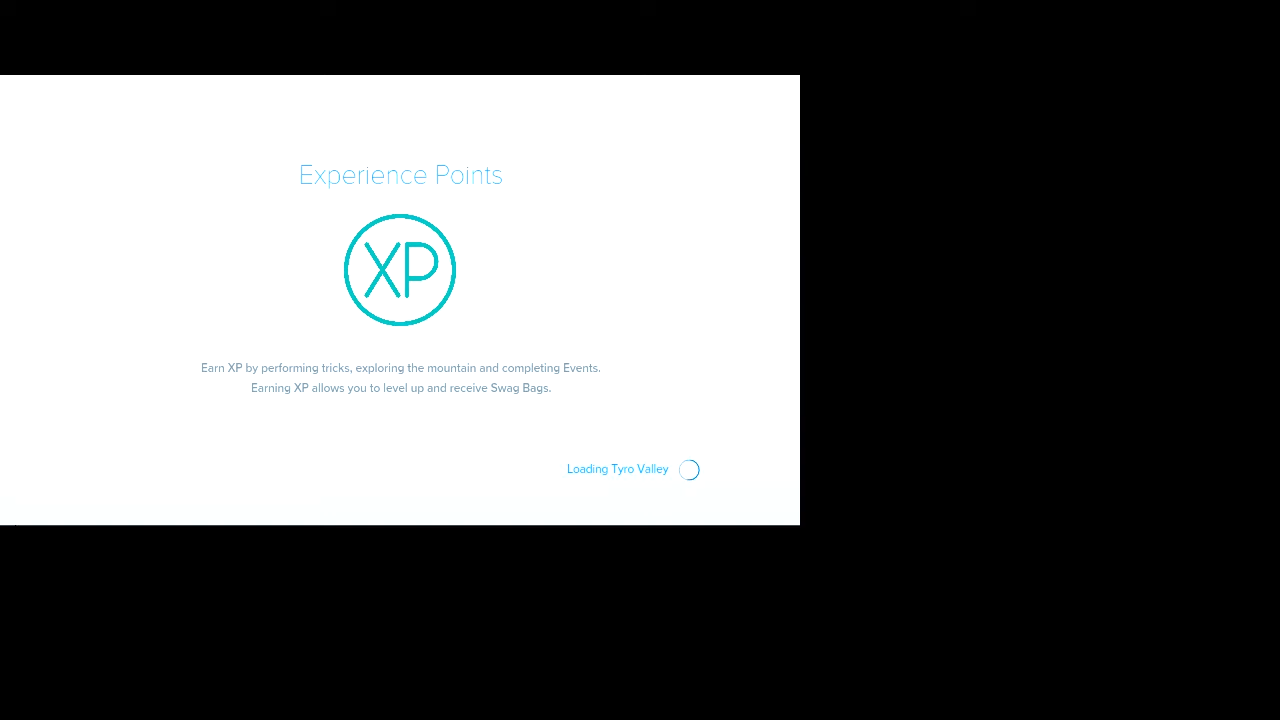 Experience Points
XP
Earn XP by performing tricks, exploring the mountain and completing Events.
Earning XP allows you to level up and receive Swag Bags.
Loading Tyro Valley